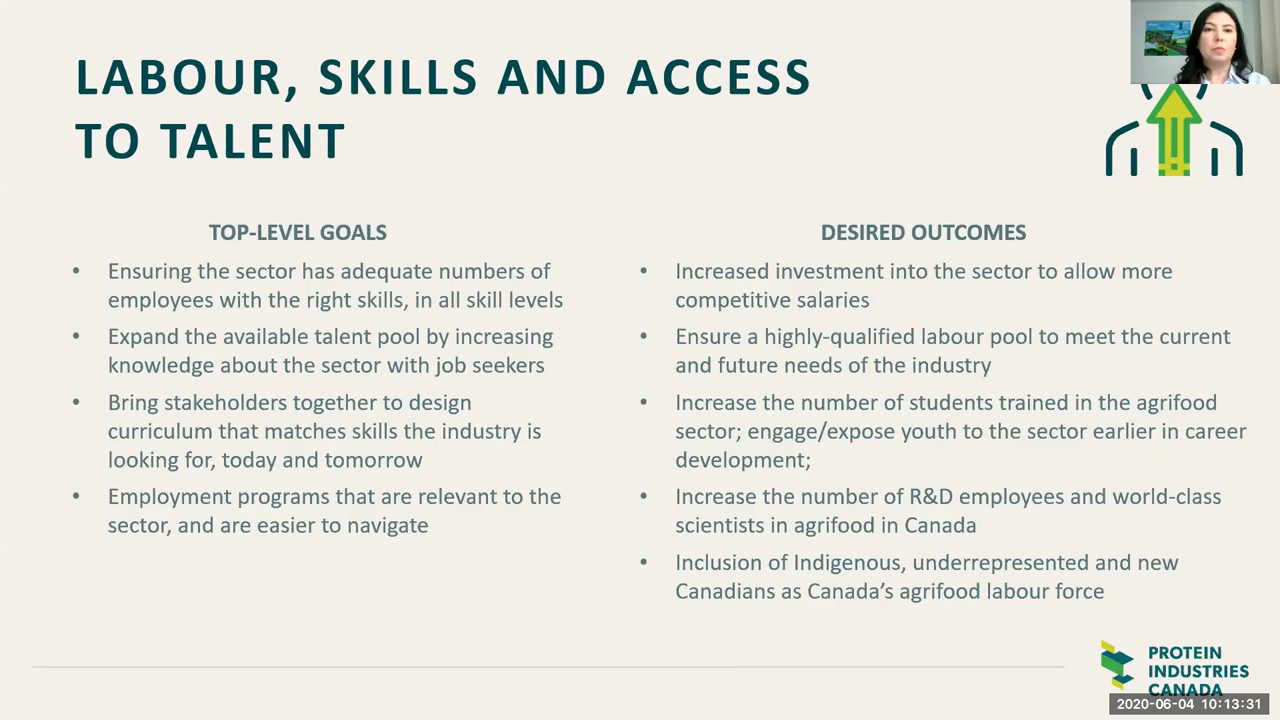 LABOUR, SKILLS AND ACCESS
TO TALENT
TOP-LEVEL GOALS
• Ensuring the sector has adequate numbers of
employees with the right skills, in all skill levels
• Expand the available talent pool by increasing
knowledge about the sector with job seekers
• Bring stakeholders together to design
curriculum that matches skills the industry is
looking for, today and tomorrow
• Employment programs that are relevant to the
sector, and are easier to navigate
DESIRED OUTCOMES
• Increased investment into the sector to allow more
competitive salaries
• Ensure a highly-qualified labour pool to meet the current
and future needs of the industry
• Increase the number of students trained in the agrifood
sector; engage/expose youth to the sector earlier in career
development;
• Increase the number of R&D employees and world-class
scientists in agrifood in Canada
• Inclusion of Indigenous, underrepresented and new
Canadians as Canada’s agrifood labour force
PROTEIN
INDUSTRIES
CANADA
2020-06-04 10:13:31